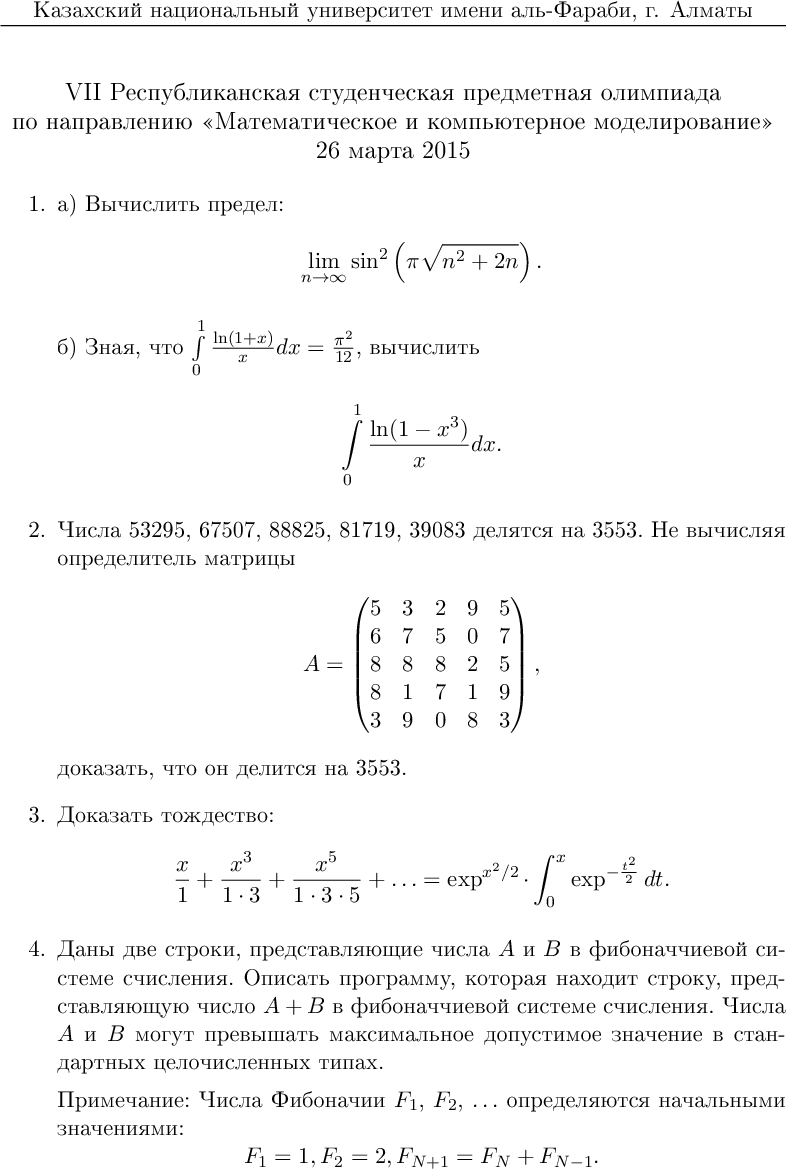 Казахский национальный университет имени аль-Фараби, г. Алматы
VII Республиканская студенческая предметная олимпиада
по направлению «Математическое и компьютерное моделирование»
26 марта 2015
1. а) Вычислить предел:
$\lim_{n\to\infty} \sin^2\left(\pi\sqrt{n^2+2n}\right).$
б) Зная, что $\int_0^1 \frac{\ln(1+x)}{x}dx = \frac{\pi^2}{12}$, вычислить
$\int_0^1 \frac{\ln(1-x^3)}{x}dx.$
2. Числа 53295, 67507, 88825, 81719, 39083 делятся на 3553. Не вычисляя
определитель матрицы
$A = \begin{pmatrix} 5 & 3 & 2 & 9 & 5 \\ 6 & 7 & 5 & 0 & 7 \\ 8 & 8 & 8 & 2 & 5 \\ 8 & 1 & 7 & 1 & 9 \\ 3 & 9 & 0 & 8 & 3 \end{pmatrix},$
доказать, что он делится на 3553.
3. Доказать тождество:
$\frac{x}{1} + \frac{x^3}{1\cdot 3} + \frac{x^5}{1\cdot 3\cdot 5} + \ldots = \exp^{x^2/2} \cdot \int_0^x \exp^{-\frac{t^2}{2}} dt.$
4. Даны две строки, представляющие числа $A$ и $B$ в фибоначчиевой си-
стеме счисления. Описать программу, которая находит строку, пред-
ставляющую число $A + B$ в фибоначчиевой системе счисления. Числа
$A$ и $B$ могут превышать максимальное допустимое значение в стан-
дартных целочисленных типах.
Примечание: Числа Фибоначии $F_1$, $F_2$, … определяются начальными
значениями:
$F_1 = 1, F_2 = 2, F_{N+1} = F_N + F_{N-1}.$